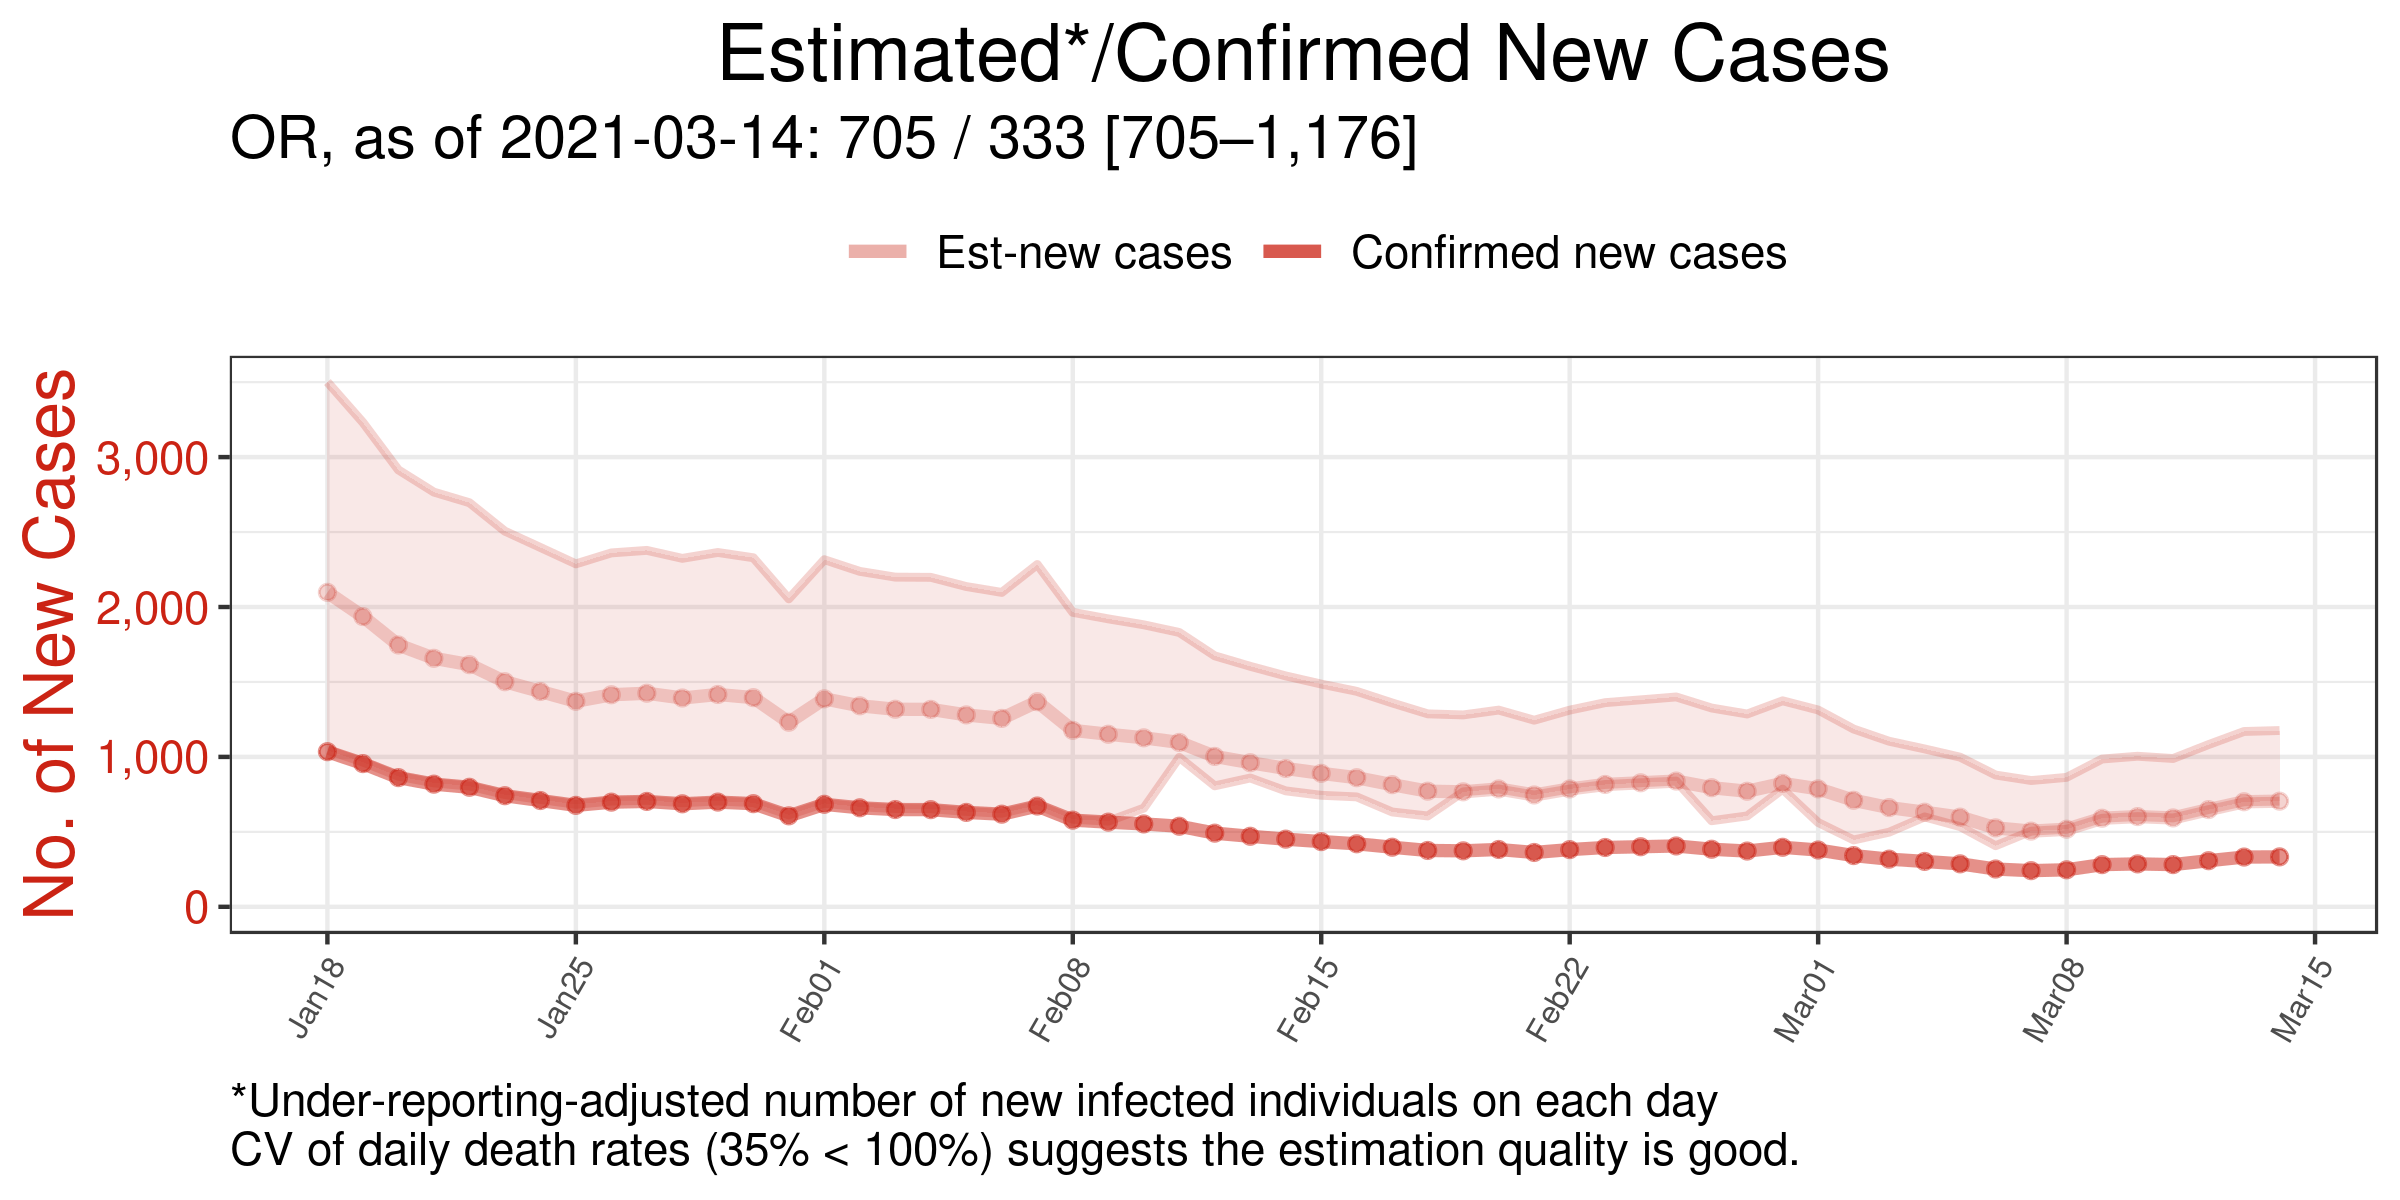 Estimated*/Confirmed New Cases
OR, as of 2021-03-14: 705 / 333 [705–1,176]
Est-new cases
Confirmed new cases
No. of New Cases
3,000
2,000
1,000
0
Jan18
Jan25
Feb01
Feb08
Feb15
Feb22
Mar01
Mar08
Mar15
*Under-reporting-adjusted number of new infected individuals on each day
CV of daily death rates (35% < 100%) suggests the estimation quality is good.